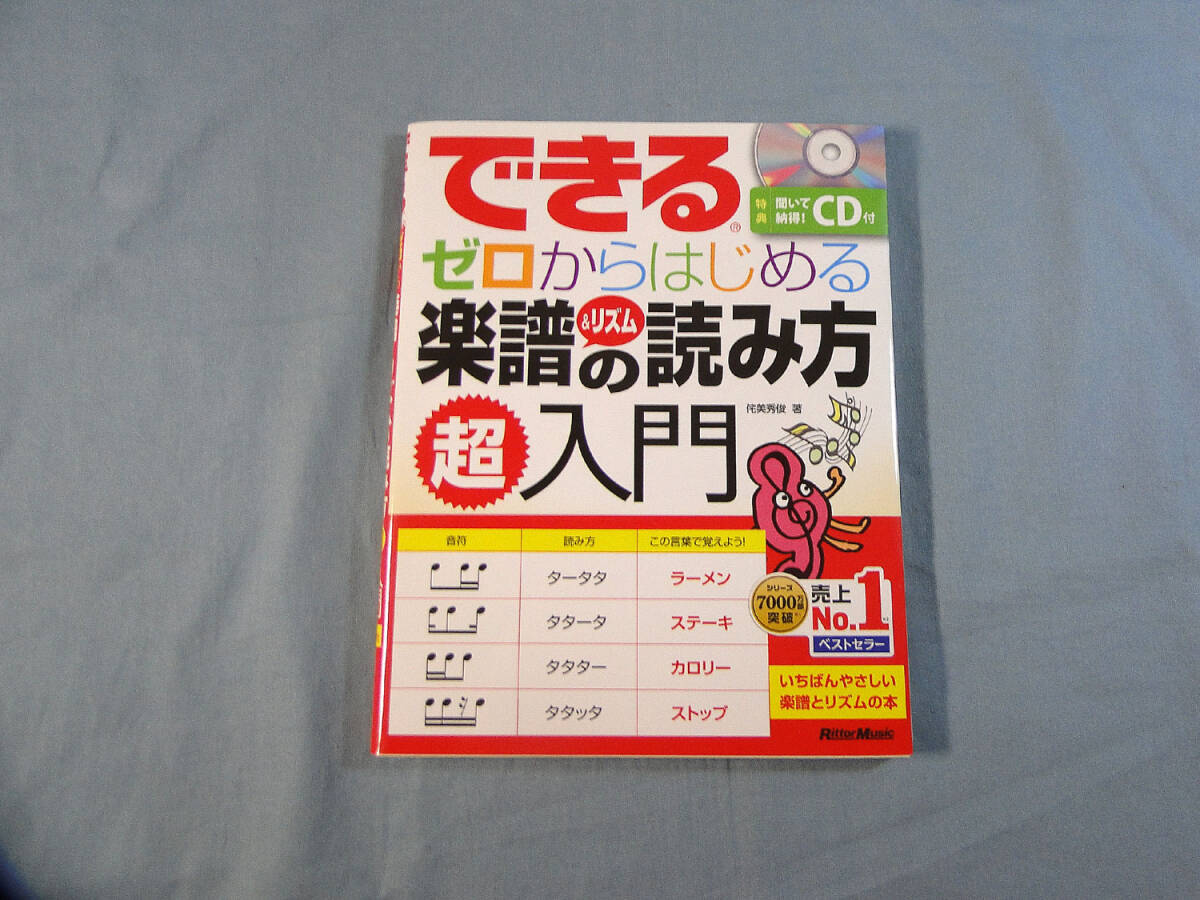 できる®
特典 聞いて納得! CD付
ゼロからはじめる
楽譜&リズムの読み方
超入門
侘美秀俊 著
音符 読み方 この言葉で覚えよう!
タータタ ラーメン
タタータ ステーキ
タタター カロリー
タタッタ ストップ
シリーズ
7000万部
突破
売上
No.1
ベストセラー
いちばんやさしい
楽譜とリズムの本
RittorMusic